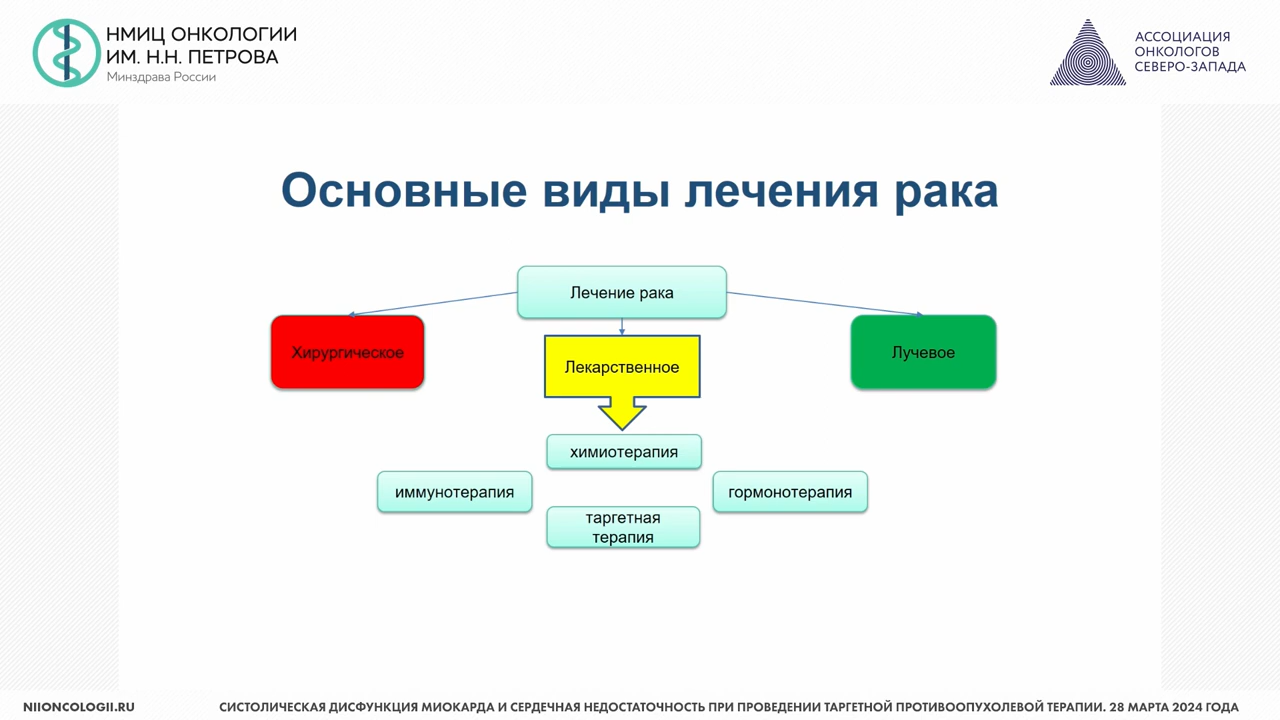 НМИЦ ОНКОЛОГИИ
ИМ. Н.Н. ПЕТРОВА
Минздрава России
АССОЦИАЦИЯ
ОНКОЛОГОВ
СЕВЕРО-ЗАПАДА
Основные виды лечения рака
Лечение рака
Хирургическое
Лекарственное
Лучевое
химиотерапия
иммунотерапия
гормонотерапия
таргетная
терапия
NIIONCOLOGII.RU
СИСТОЛИЧЕСКАЯ ДИСФУНКЦИЯ МИОКАРДА И СЕРДЕЧНАЯ НЕДОСТАТОЧНОСТЬ ПРИ ПРОВЕДЕНИИ ТАРГЕТНОЙ ПРОТИВООПУХОЛЕВОЙ ТЕРАПИИ. 28 МАРТА 2024 ГОДА